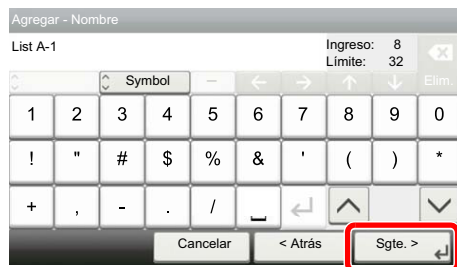 Agregar - Nombre
List A-1
Ingreso: 8
Límite: 32
Symbol
Elim.
1 2 3 4 5 6 7 8 9 0
! " # $ % & ' ( ) *
+ , - . /
Cancelar < Atrás Sgte. >